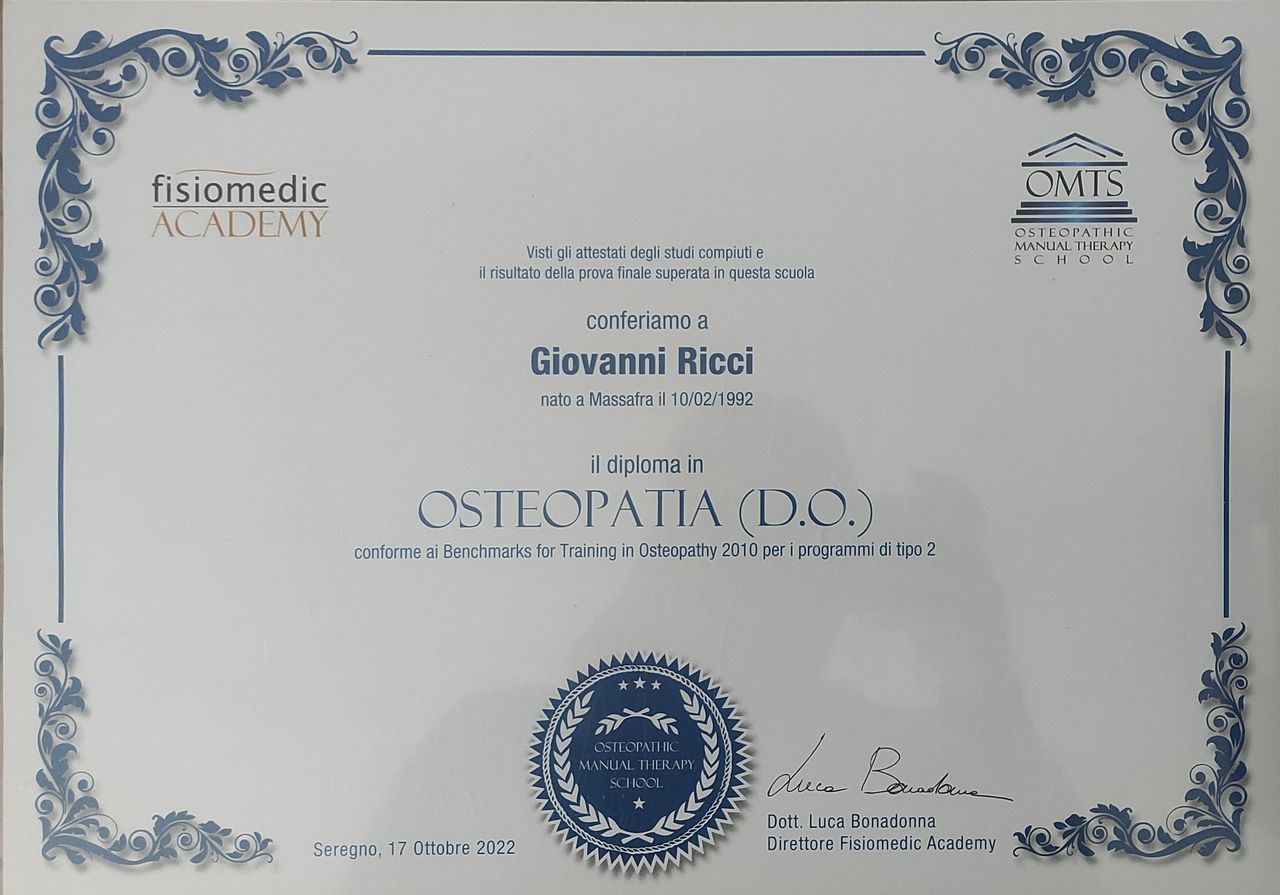 fisiomedic
ACADEMY
OMTS
OSTEOPATHIC
MANUAL THERAPY
SCHOOL
Visti gli attestati degli studi compiuti e
il risultato della prova finale superata in questa scuola
conferiamo a
Giovanni Ricci
nato a Massafra il 10/02/1992
il diploma in
OSTEOPATIA (D.O.)
conforme ai Benchmarks for Training in Osteopathy 2010 per i programmi di tipo 2
OSTEOPATHIC
MANUAL THERAPY
SCHOOL
Luca Bonadonna
Dott. Luca Bonadonna
Direttore Fisiomedic Academy
Seregno, 17 Ottobre 2022